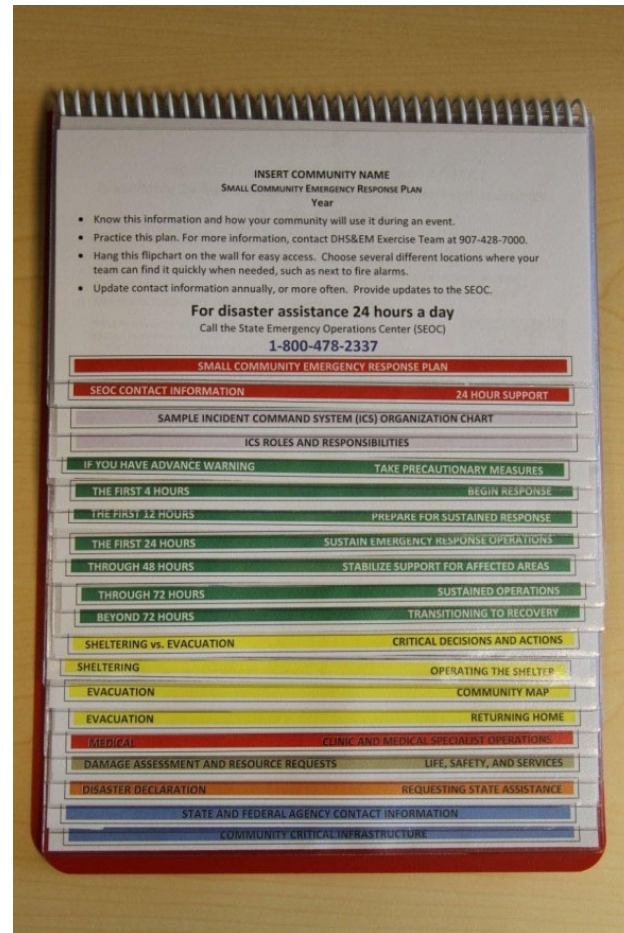 INSERT COMMUNITY NAME
SMALL COMMUNITY EMERGENCY RESPONSE PLAN
Year
• Know this information and how your community will use it during an event.
• Practice this plan. For more information, contact DHS&EM Exercise Team at 907-428-7000.
• Hang this flipchart on the wall for easy access. Choose several different locations where your
team can find it quickly when needed, such as next to fire alarms.
• Update contact information annually, or more often. Provide updates to the SEOC.
For disaster assistance 24 hours a day
Call the State Emergency Operations Center (SEOC)
1-800-478-2337
SMALL COMMUNITY EMERGENCY RESPONSE PLAN
SEOC CONTACT INFORMATION 24 HOUR SUPPORT
SAMPLE INCIDENT COMMAND SYSTEM (ICS) ORGANIZATION CHART
ICS ROLES AND RESPONSIBILITIES
IF YOU HAVE ADVANCE WARNING TAKE PRECAUTIONARY MEASURES
THE FIRST 4 HOURS BEGIN RESPONSE
THE FIRST 12 HOURS PREPARE FOR SUSTAINED RESPONSE
THE FIRST 24 HOURS SUSTAIN EMERGENCY RESPONSE OPERATIONS
THROUGH 48 HOURS STABILIZE SUPPORT FOR AFFECTED AREAS
THROUGH 72 HOURS SUSTAINED OPERATIONS
BEYOND 72 HOURS TRANSITIONING TO RECOVERY
SHELTERING vs. EVACUATION CRITICAL DECISIONS AND ACTIONS
SHELTERING OPERATING THE SHELTER
EVACUATION COMMUNITY MAP
EVACUATION RETURNING HOME
MEDICAL CLINIC AND MEDICAL SPECIALIST OPERATIONS
DAMAGE ASSESSMENT AND RESOURCE REQUESTS LIFE, SAFETY, AND SERVICES
DISASTER DECLARATION REQUESTING STATE ASSISTANCE
STATE AND FEDERAL AGENCY CONTACT INFORMATION
COMMUNITY CRITICAL INFRASTRUCTURE